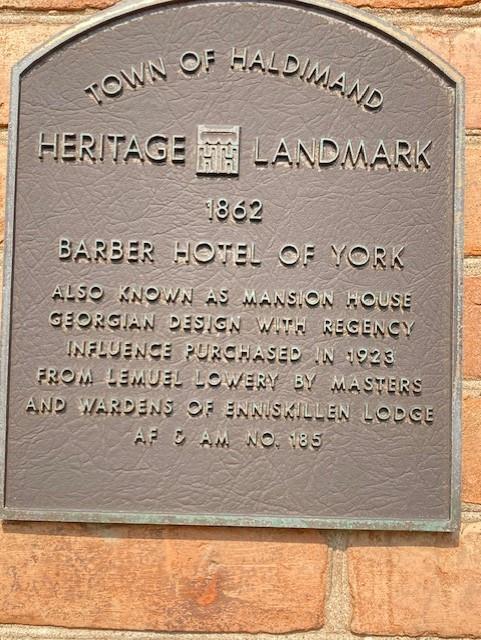 TOWN OF HALDIMAND
HERITAGE LANDMARK
1862
BARBER HOTEL OF YORK
ALSO KNOWN AS MANSION HOUSE
GEORGIAN DESIGN WITH REGENCY
INFLUENCE PURCHASED IN 1923
FROM LEMUEL LOWERY BY MASTERS
AND WARDENS OF ENNISKILLEN LODGE
AF & AM NO. 185